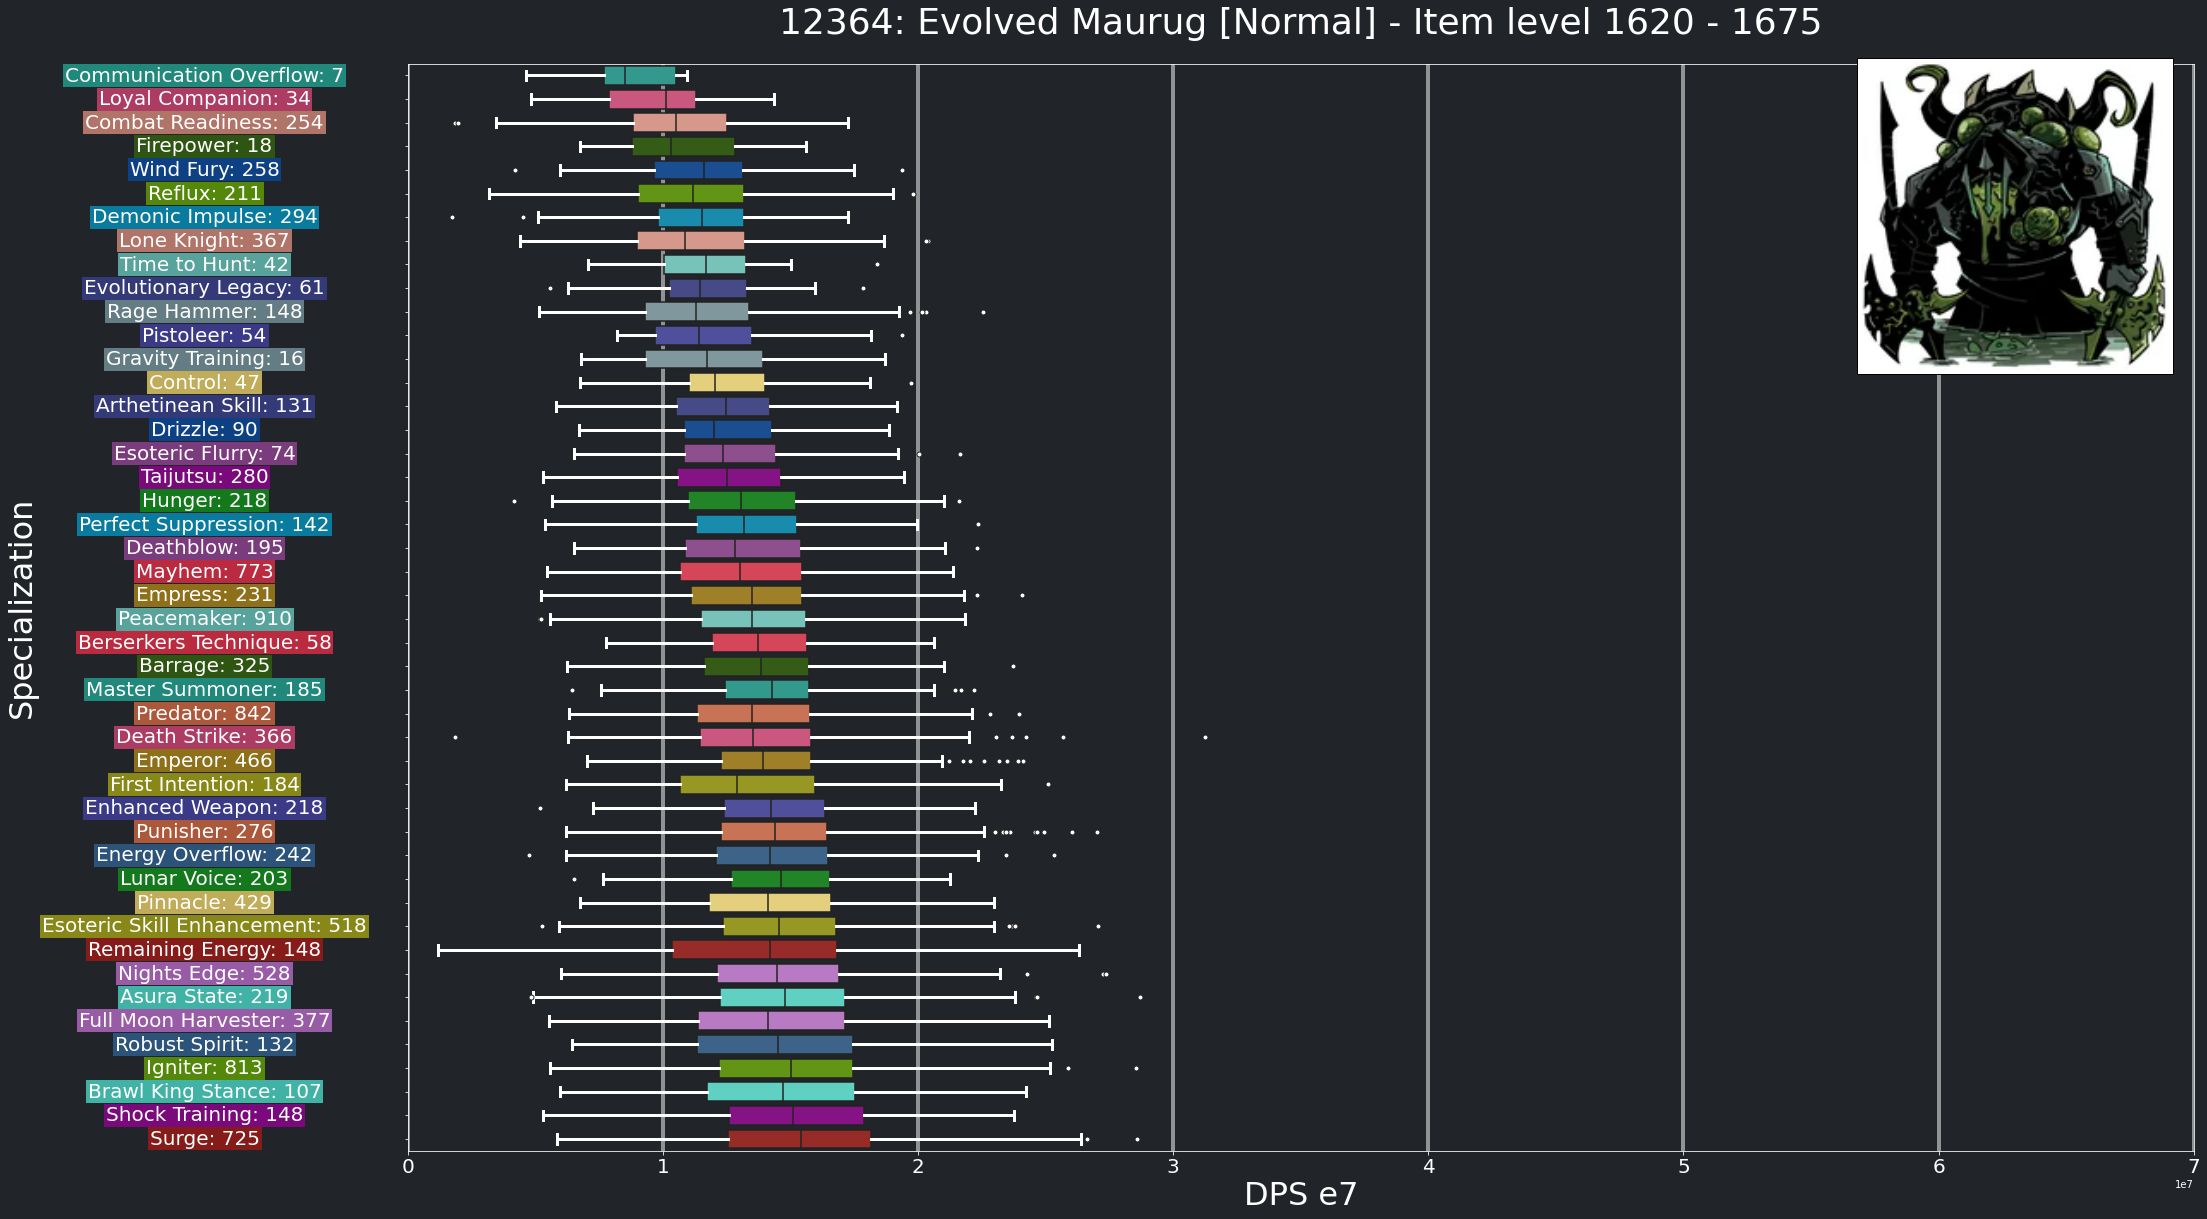 12364: Evolved Maurug [Normal] - Item level 1620 - 1675
Specialization
Communication Overflow: 7
Loyal Companion: 34
Combat Readiness: 254
Firepower: 18
Wind Fury: 258
Reflux: 211
Demonic Impulse: 294
Lone Knight: 367
Time to Hunt: 42
Evolutionary Legacy: 61
Rage Hammer: 148
Pistoleer: 54
Gravity Training: 16
Control: 47
Arthetinean Skill: 131
Drizzle: 90
Esoteric Flurry: 74
Taijutsu: 280
Hunger: 218
Perfect Suppression: 142
Deathblow: 195
Mayhem: 773
Empress: 231
Peacemaker: 910
Berserkers Technique: 58
Barrage: 325
Master Summoner: 185
Predator: 842
Death Strike: 366
Emperor: 466
First Intention: 184
Enhanced Weapon: 218
Punisher: 276
Energy Overflow: 242
Lunar Voice: 203
Pinnacle: 429
Esoteric Skill Enhancement: 518
Remaining Energy: 148
Nights Edge: 528
Asura State: 219
Full Moon Harvester: 377
Robust Spirit: 132
Igniter: 813
Brawl King Stance: 107
Shock Training: 148
Surge: 725
0 1 2 3 4 5 6 7
1e7
DPS e7